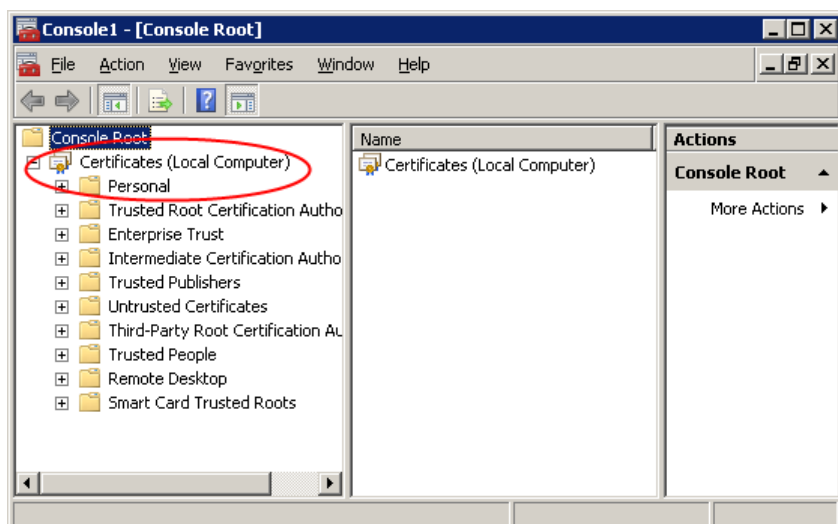 Console1 - [Console Root]
File Action View Favorites Window Help
Console Root
Certificates (Local Computer)
Personal
Trusted Root Certification Autho
Enterprise Trust
Intermediate Certification Autho
Trusted Publishers
Untrusted Certificates
Third-Party Root Certification Au
Trusted People
Remote Desktop
Smart Card Trusted Roots
Name
Certificates (Local Computer)
Actions
Console Root
More Actions